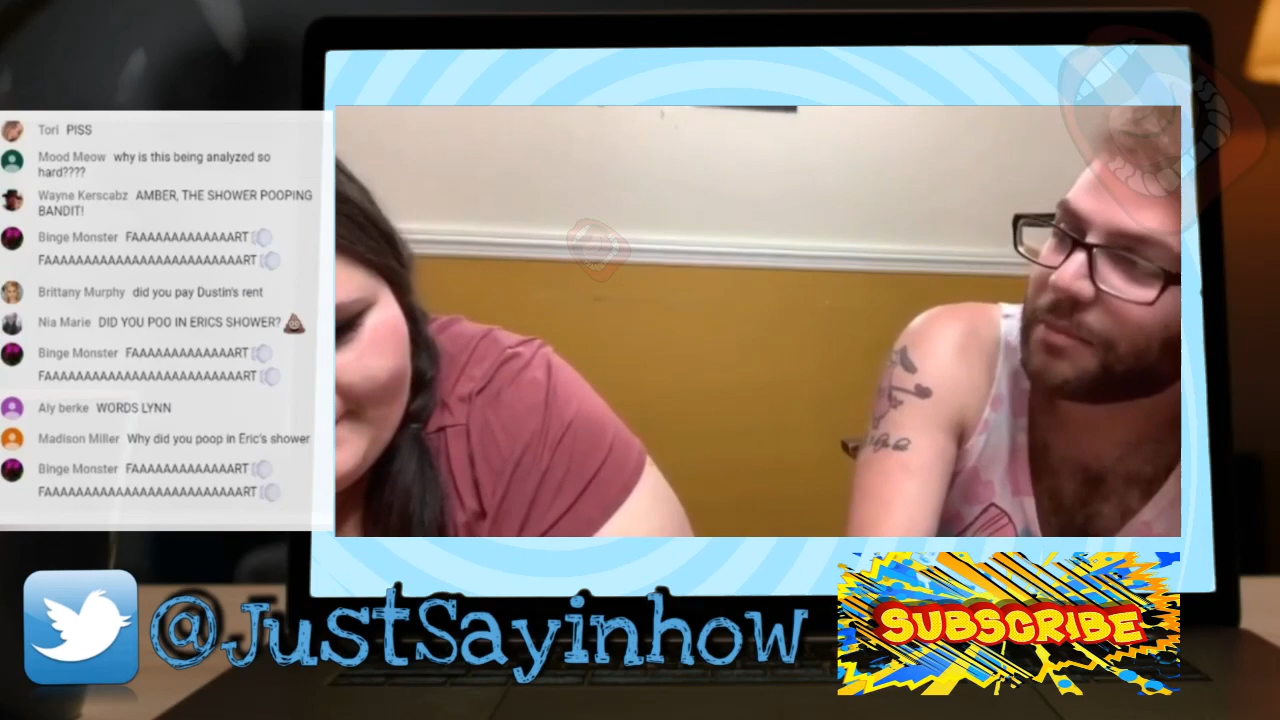 Tori PISS
Mood Meow why is this being analyzed so
hard????
Wayne Kerscabz AMBER, THE SHOWER POOPING
BANDIT!
Binge Monster FAAAAAAAAAAAAART
FAAAAAAAAAAAAAAAAAAAAAAAAART
Brittany Murphy did you pay Dustin's rent
Nia Marie DID YOU POO IN ERICS SHOWER?
Binge Monster FAAAAAAAAAAAAART
FAAAAAAAAAAAAAAAAAAAAAAAAART
Aly berke WORDS LYNN
Madison Miller Why did you poop in Eric's shower
Binge Monster FAAAAAAAAAAAAART
FAAAAAAAAAAAAAAAAAAAAAAAAART
@JustSayinhow
SUBSCRIBE